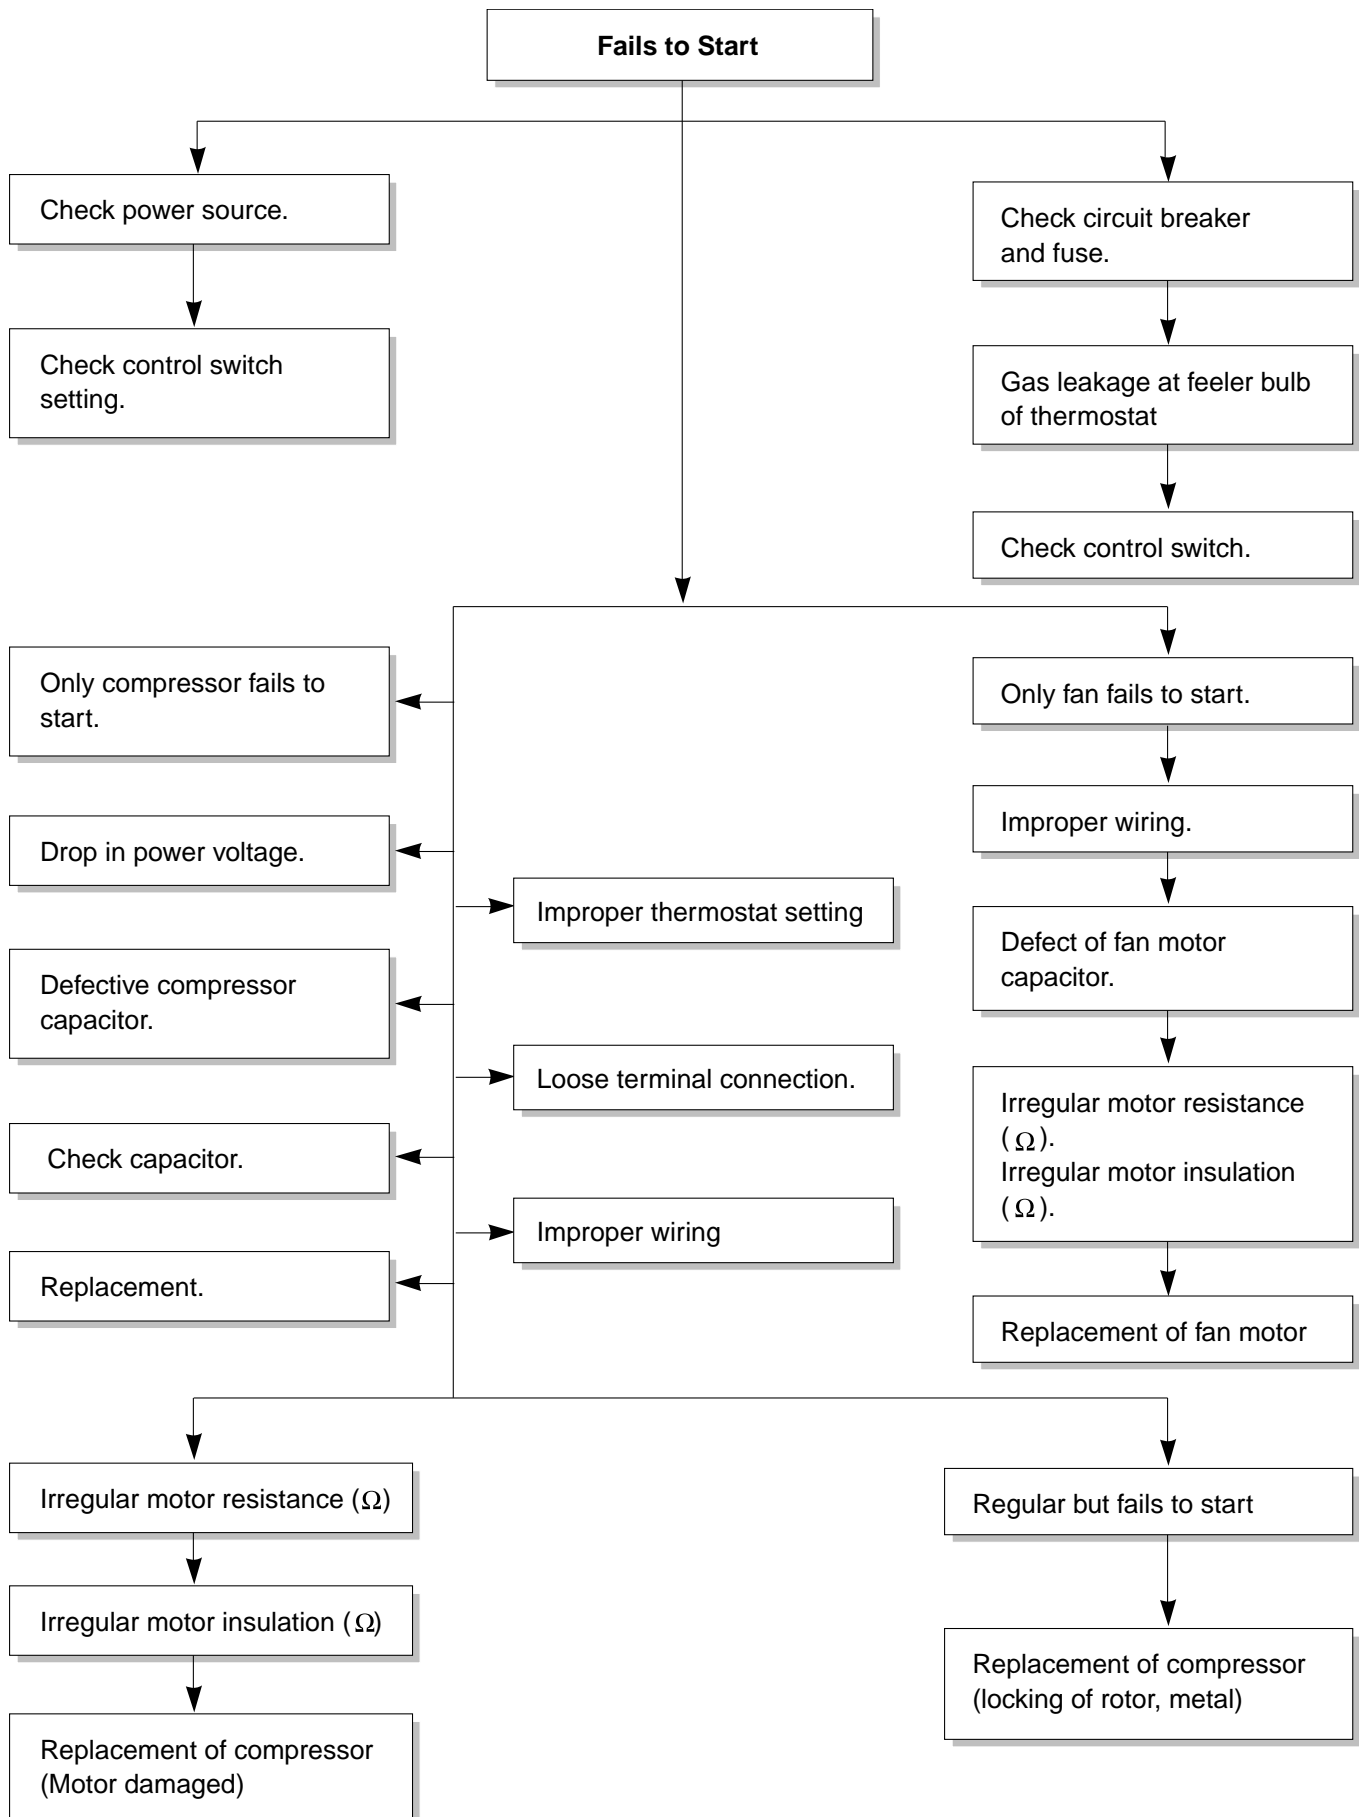 Fails to Start
Check power source.
Check control switch
setting.
Check circuit breaker
and fuse.
Gas leakage at feeler bulb
of thermostat
Check control switch.
Only compressor fails to
start.
Drop in power voltage.
Defective compressor
capacitor.
Check capacitor.
Replacement.
Improper thermostat setting
Loose terminal connection.
Improper wiring
Only fan fails to start.
Improper wiring.
Defect of fan motor
capacitor.
Irregular motor resistance
(Ω).
Irregular motor insulation
(Ω).
Replacement of fan motor
Irregular motor resistance (Ω)
Irregular motor insulation (Ω)
Replacement of compressor
(Motor damaged)
Regular but fails to start
Replacement of compressor
(locking of rotor, metal)